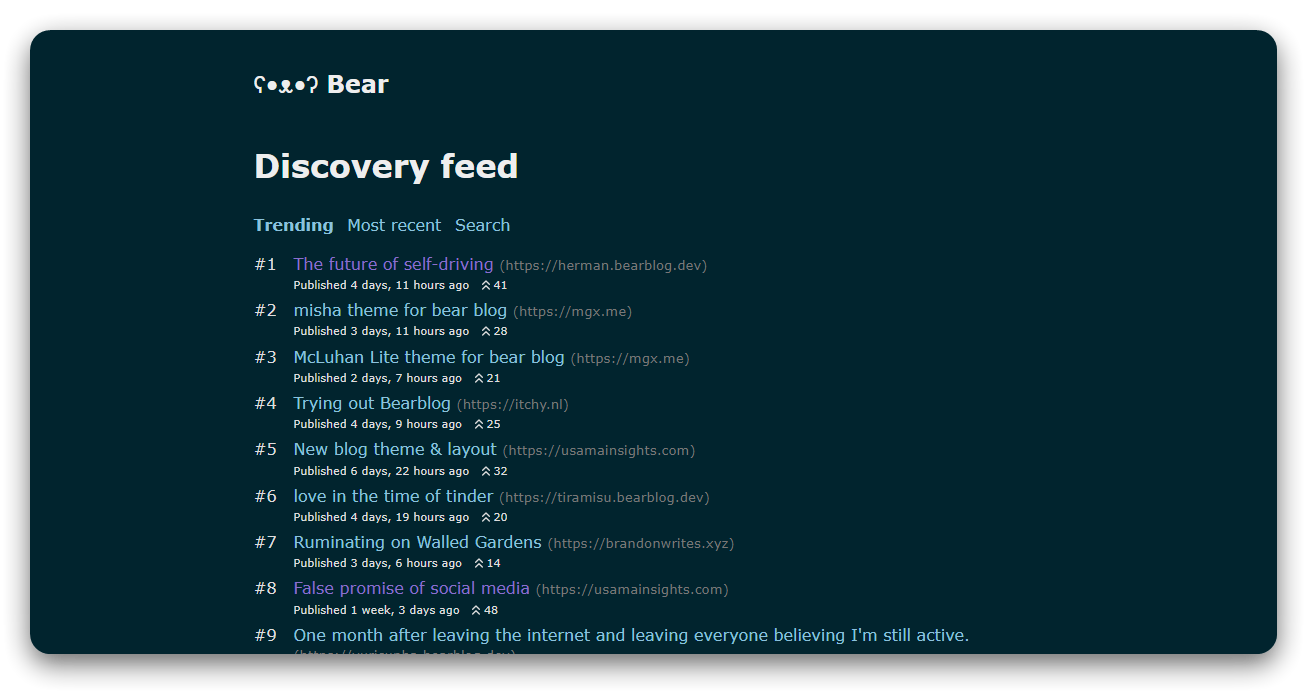 ʕ•ᴥ•ʔ Bear
Discovery feed
Trending Most recent Search
#1 The future of self-driving (https://herman.bearblog.dev)
Published 4 days, 11 hours ago 41
#2 misha theme for bear blog (https://mgx.me)
Published 3 days, 11 hours ago 28
#3 McLuhan Lite theme for bear blog (https://mgx.me)
Published 2 days, 7 hours ago 21
#4 Trying out Bearblog (https://itchy.nl)
Published 4 days, 9 hours ago 25
#5 New blog theme & layout (https://usamainsights.com)
Published 6 days, 22 hours ago 32
#6 love in the time of tinder (https://tiramisu.bearblog.dev)
Published 4 days, 19 hours ago 20
#7 Ruminating on Walled Gardens (https://brandonwrites.xyz)
Published 3 days, 6 hours ago 14
#8 False promise of social media (https://usamainsights.com)
Published 1 week, 3 days ago 48
#9 One month after leaving the internet and leaving everyone believing I'm still active.